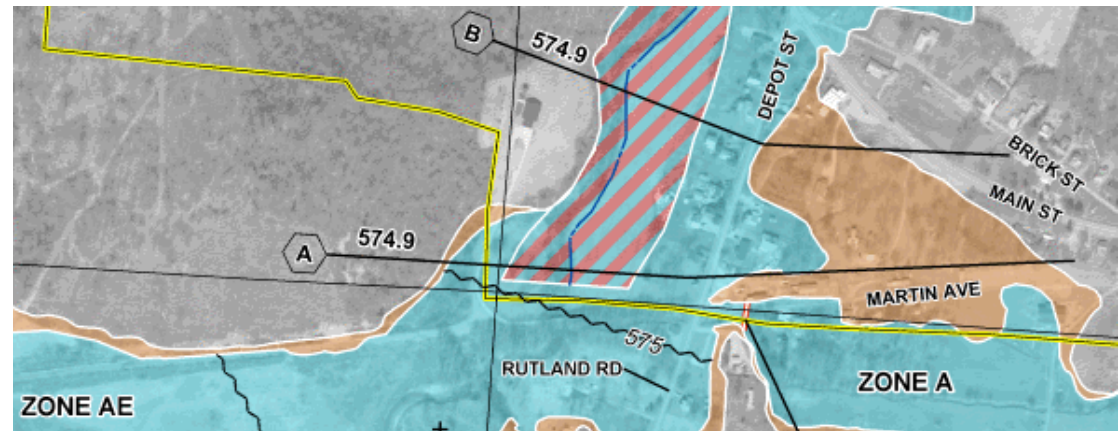 B
574.9
DEPOT ST
BRICK ST
MAIN ST
A
574.9
MARTIN AVE
575
RUTLAND RD
ZONE A
ZONE AE